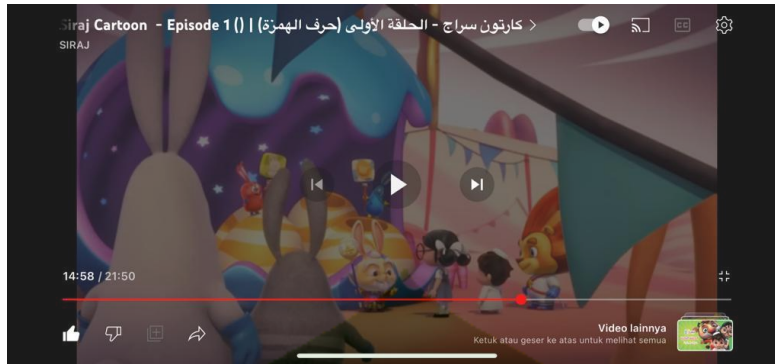 Siraj Cartoon - Episode 1 () | كارتون سراج - الحلقة الأولى (حرف الهمزة)
SIRAJ
CC
14:58 / 21:50
Video lainnya
Ketuk atau geser ke atas untuk melihat semua